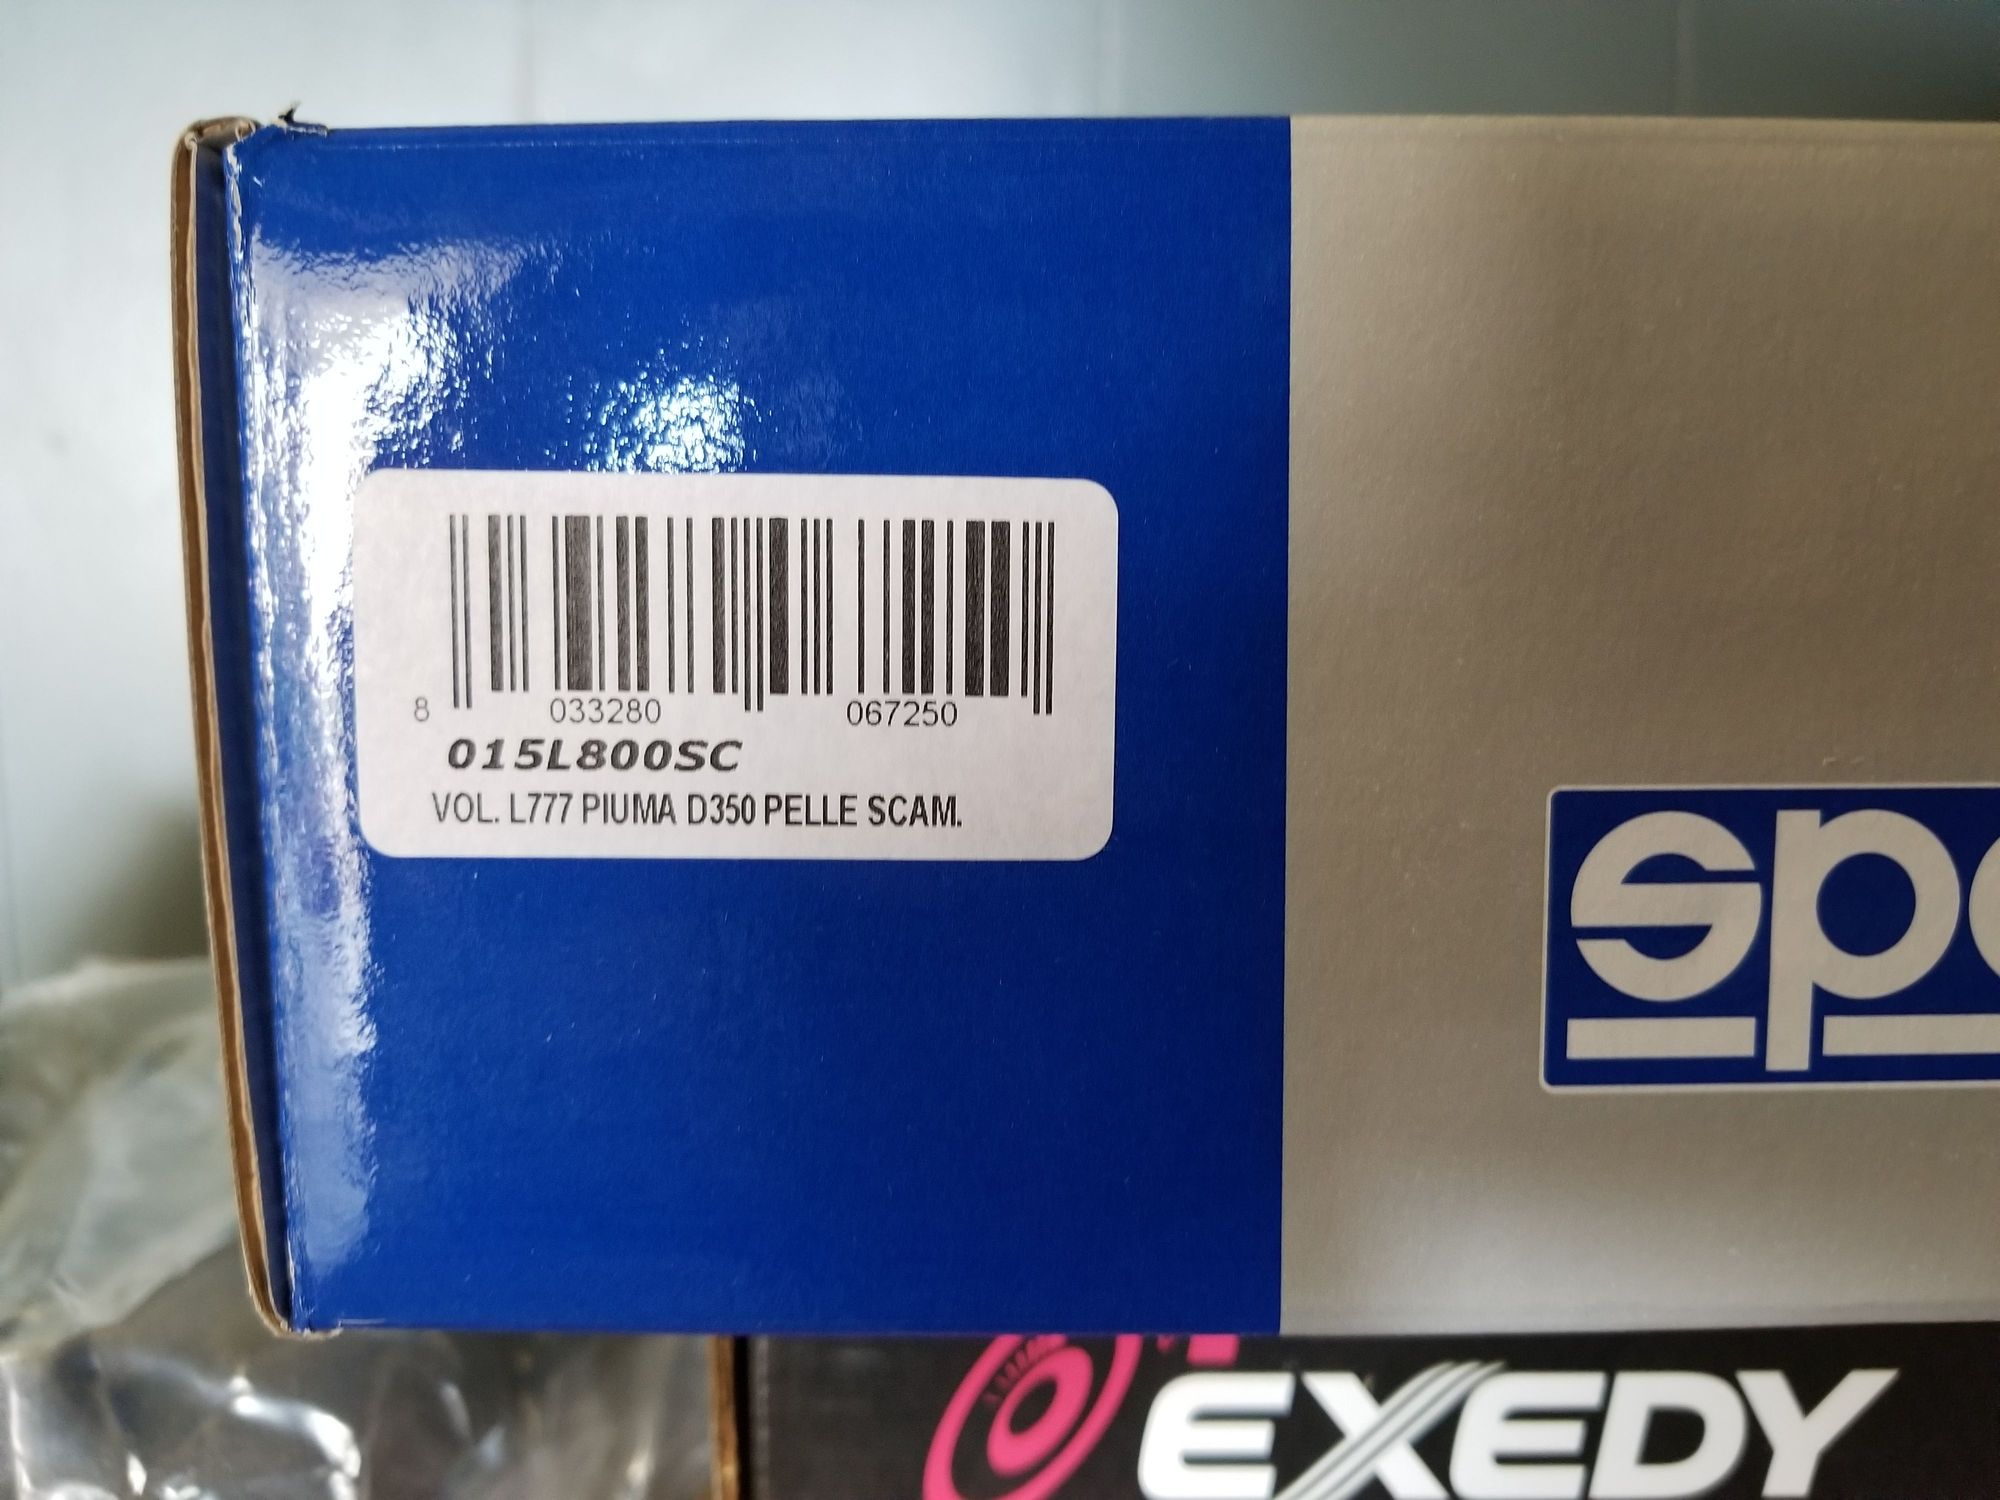 8 033280 067250
015L800SC
VOL. L777 PIUMA D350 PELLE SCAM.
EXEDY